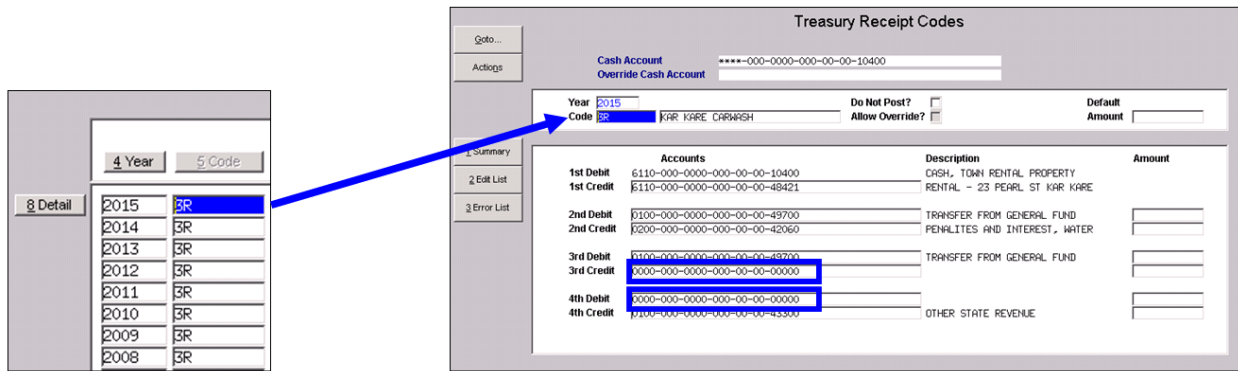 4 Year 5 Code
8 Detail 2015 3R
2014 3R
2013 3R
2012 3R
2011 3R
2010 3R
2009 3R
2008 3R
Treasury Receipt Codes
Goto...
Actions
Cash Account ****-000-0000-000-00-00-10400
Override Cash Account
Year 2015 Do Not Post? Default
Code 3R KAR KARE CARWASH Allow Override? Amount
1 Summary
2 Edit List
3 Error List
Accounts Description Amount
1st Debit 6110-000-0000-000-00-00-10400 CASH, TOWN RENTAL PROPERTY
1st Credit 6110-000-0000-000-00-00-48421 RENTAL - 23 PEARL ST KAR KARE
2nd Debit 0100-000-0000-000-00-00-49700 TRANSFER FROM GENERAL FUND
2nd Credit 0200-000-0000-000-00-00-42060 PENALITES AND INTEREST, WATER
3rd Debit 0100-000-0000-000-00-00-49700 TRANSFER FROM GENERAL FUND
3rd Credit 0000-000-0000-000-00-00-00000
4th Debit 0000-000-0000-000-00-00-00000
4th Credit 0100-000-0000-000-00-00-43300 OTHER STATE REVENUE